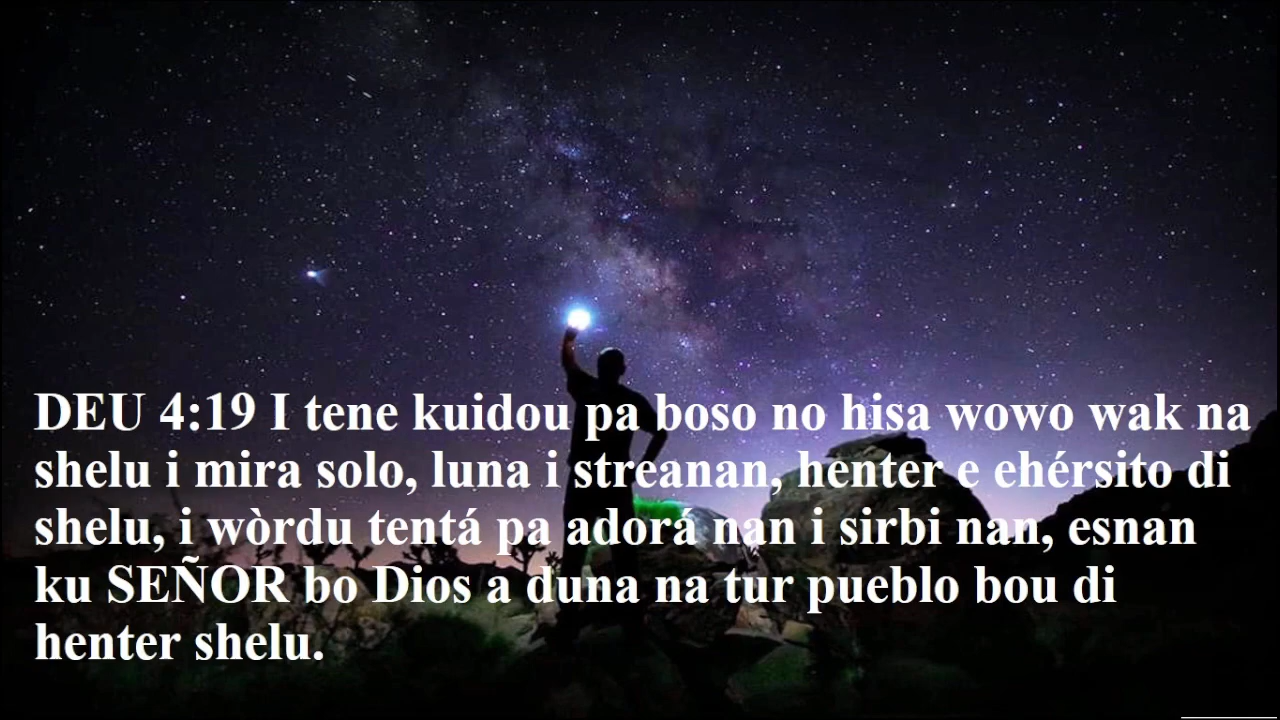 DEU 4:19 I tene kuidou pa boso no hisa wowo wak na
shelu i mira solo, luna i streanan, henter e ehérsito di
shelu, i wòrdu tentá pa adorá nan i sirbi nan, esnan
ku SEÑOR bo Dios a duna na tur pueblo bou di
henter shelu.